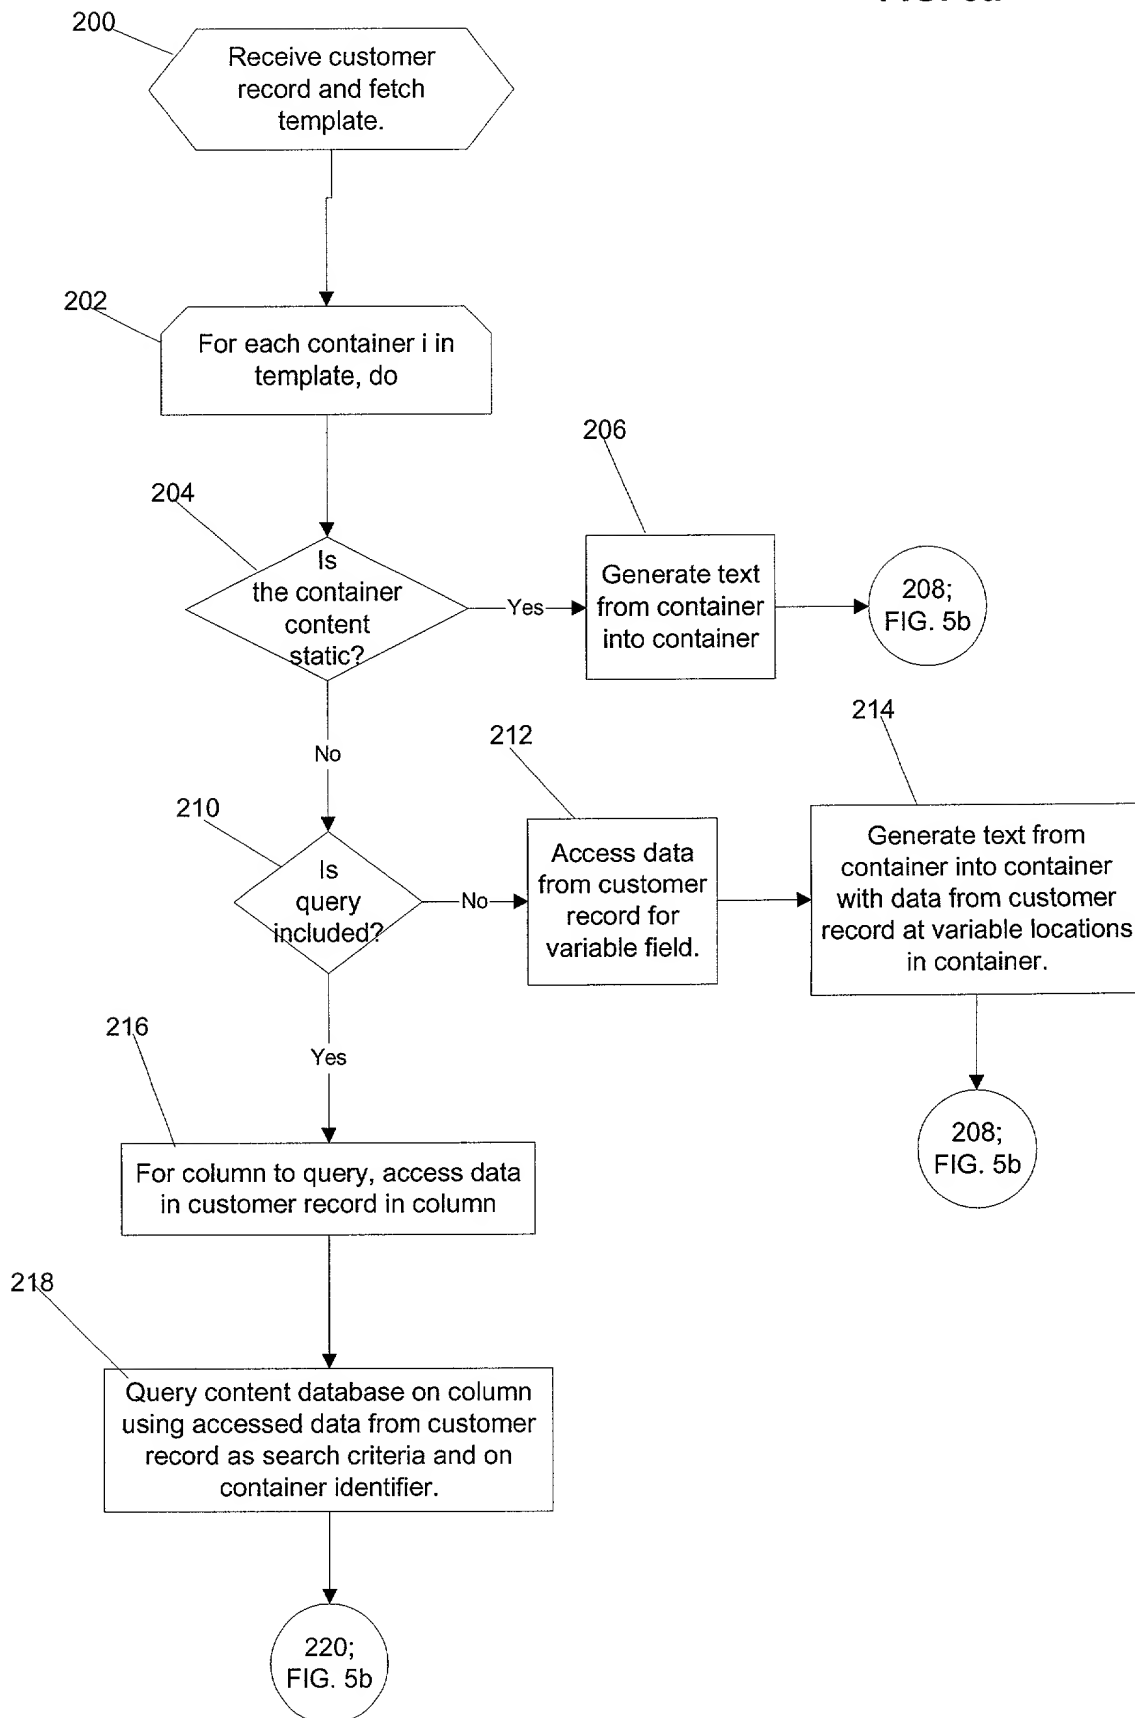 200
Receive customer
record and fetch
template.
202
For each container i in
template, do
204
Is
the container
content
static?
Yes
206
Generate text
from container
into container
208;
FIG. 5b
No
210
Is
query
included?
No
212
Access data
from customer
record for
variable field.
214
Generate text from
container into container
with data from customer
record at variable locations
in container.
208;
FIG. 5b
Yes
216
For column to query, access data
in customer record in column
218
Query content database on column
using accessed data from customer
record as search criteria and on
container identifier.
220;
FIG. 5b